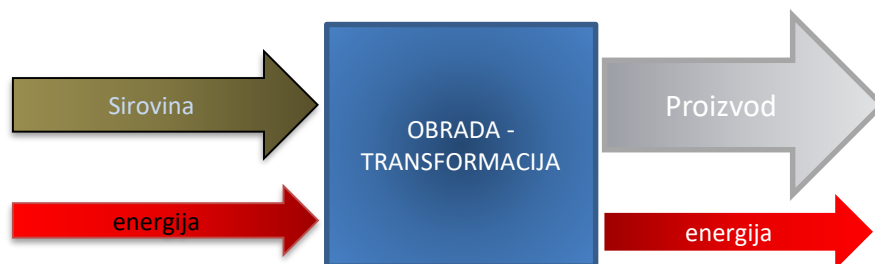 Sirovina
energija
OBRADA -
TRANSFORMACIJA
Proizvod
energija